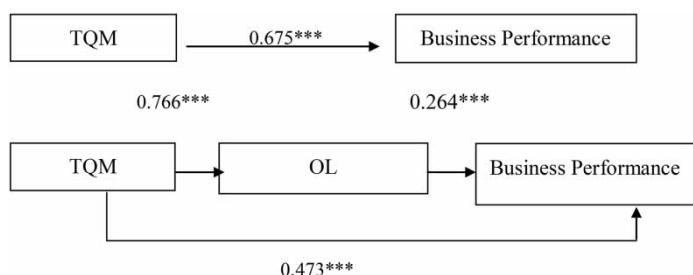 TQM 0.675*** Business Performance
0.766*** 0.264***
TQM OL Business Performance
0.473***